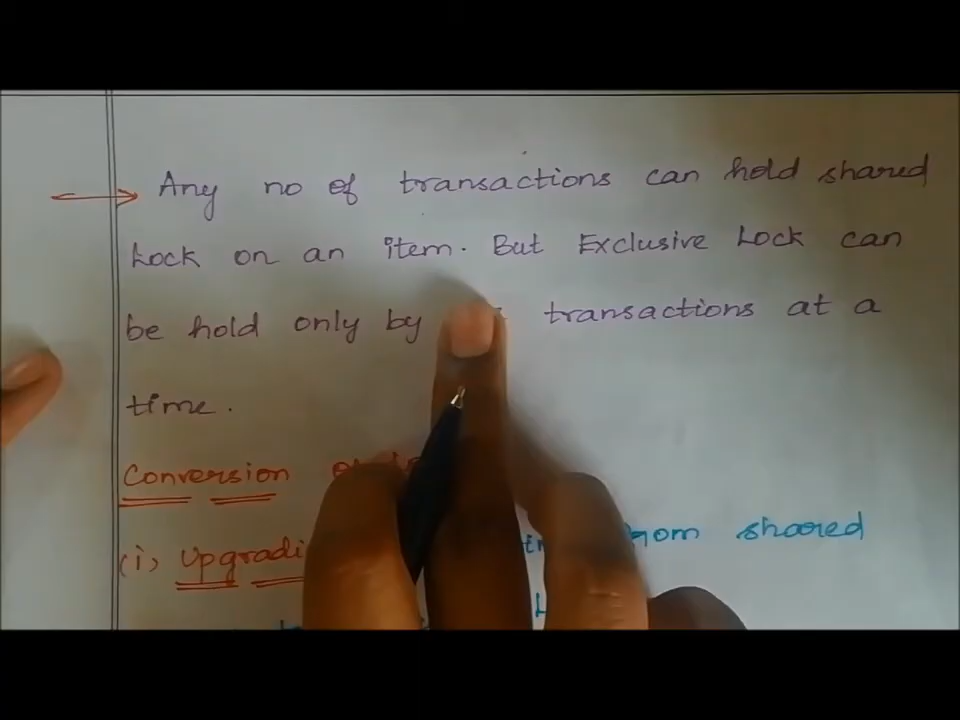 Any no of transactions can hold shared
Lock on an item. But Exclusive Lock can
be hold only by transactions at a
time.
Conversion
(i) shared